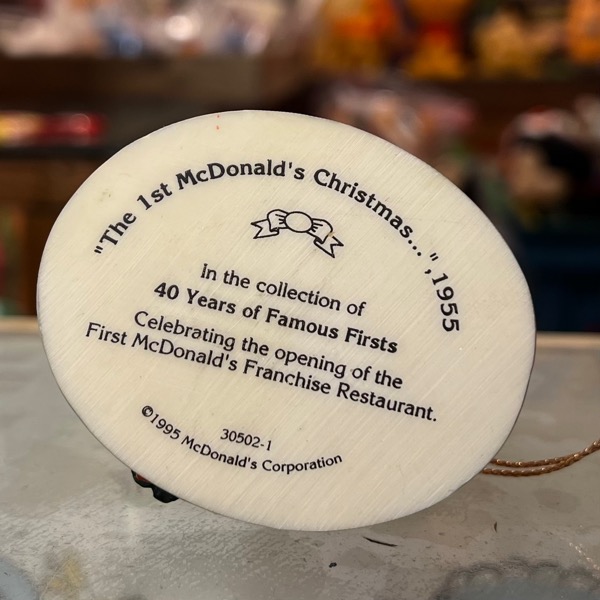 "The 1st McDonald's Christmas...",1955
In the collection of
40 Years of Famous Firsts
Celebrating the opening of the
First McDonald's Franchise Restaurant.
30502-1
©1995 McDonald's Corporation